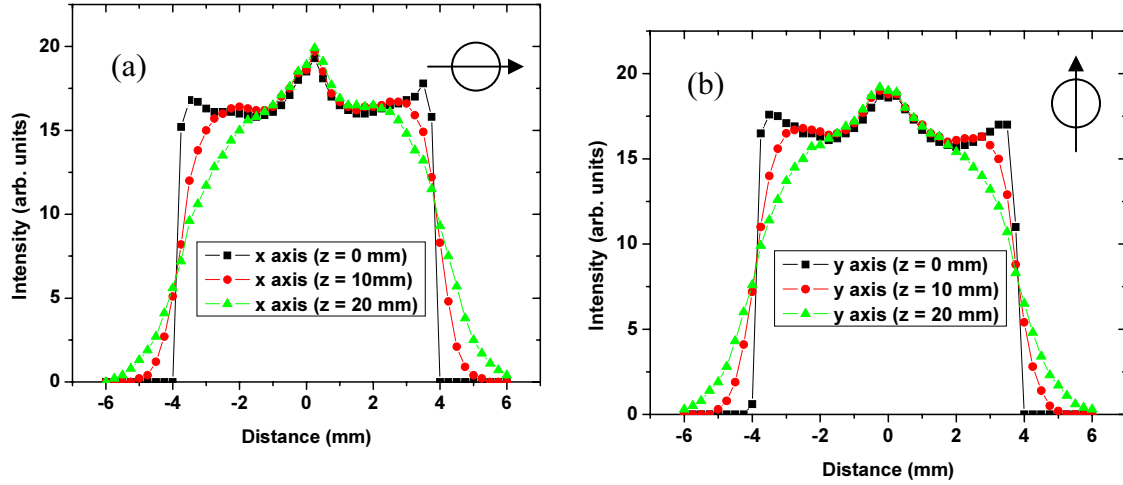 (a)
Intensity (arb. units)
20
15
10
5
0
x axis (z = 0 mm)
x axis (z = 10mm)
x axis (z = 20 mm)
-6 -4 -2 0 2 4 6
Distance (mm)
(b)
Intensity (arb. units)
20
15
10
5
0
y axis (z = 0 mm)
y axis (z = 10 mm)
y axis (z = 20 mm)
-6 -4 -2 0 2 4 6
Distance (mm)